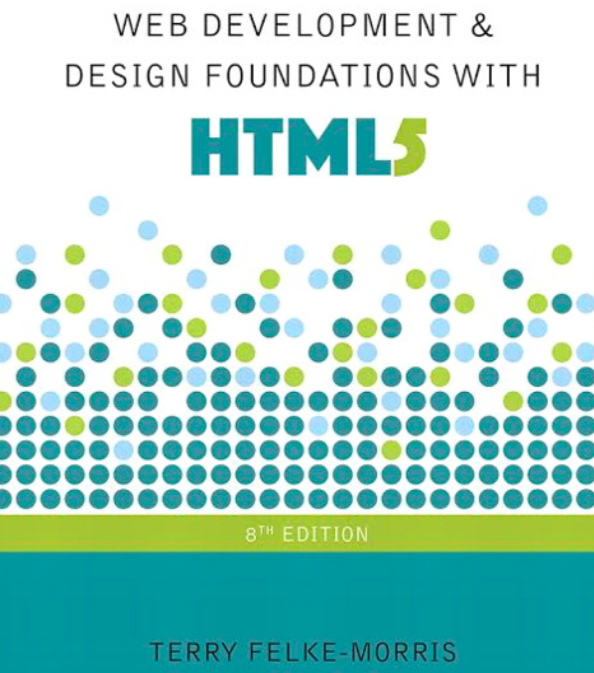 WEB DEVELOPMENT &
DESIGN FOUNDATIONS WITH
HTML5
8TH EDITION
TERRY FELKE-MORRIS